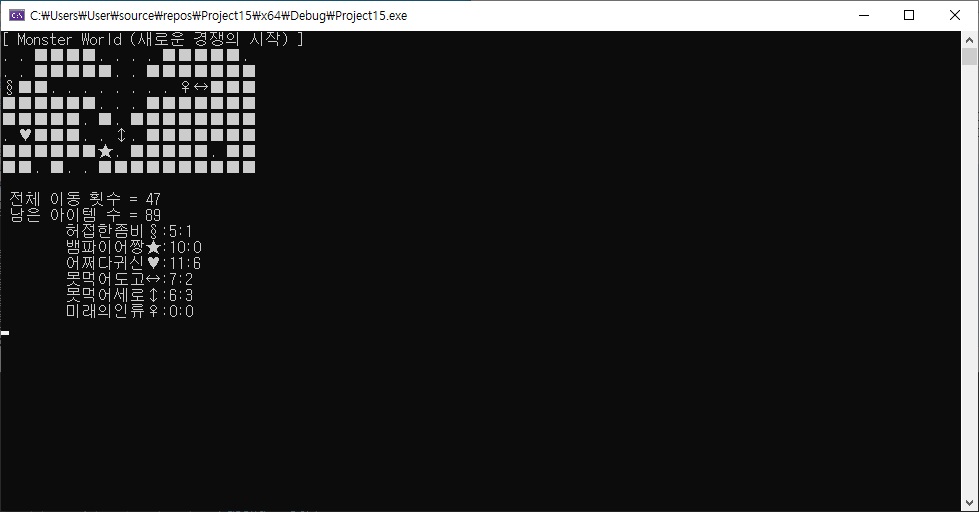 C:₩Users₩User₩source₩repos₩Project15₩x64₩Debug₩Project15.exe
[ Monster World (새로운 경쟁의 시작) ]
. . ■■■■. . . . ■■■■■.
. . ■■■■■. . ■■■■■■■
§■■. . . . . . . . ♀↔■■■
■■■■■■. . . ■■■■■■■
■■■■■. ■. ■■■■■■■■
. ♥■■■. . ↕. ■■■■■■■
■■■■■■★. ■■■■■. ■■
■■. ■. . ■■■■■■■■■■
전체 이동 횟수 = 47
남은 아이템 수 = 89
허접한좀비§:5:1
뱀파이어짱★:10:0
어쩌다귀신♥:11:6
못먹어도고↔:7:2
못먹어세로↕:6:3
미래의인류♀:0:0